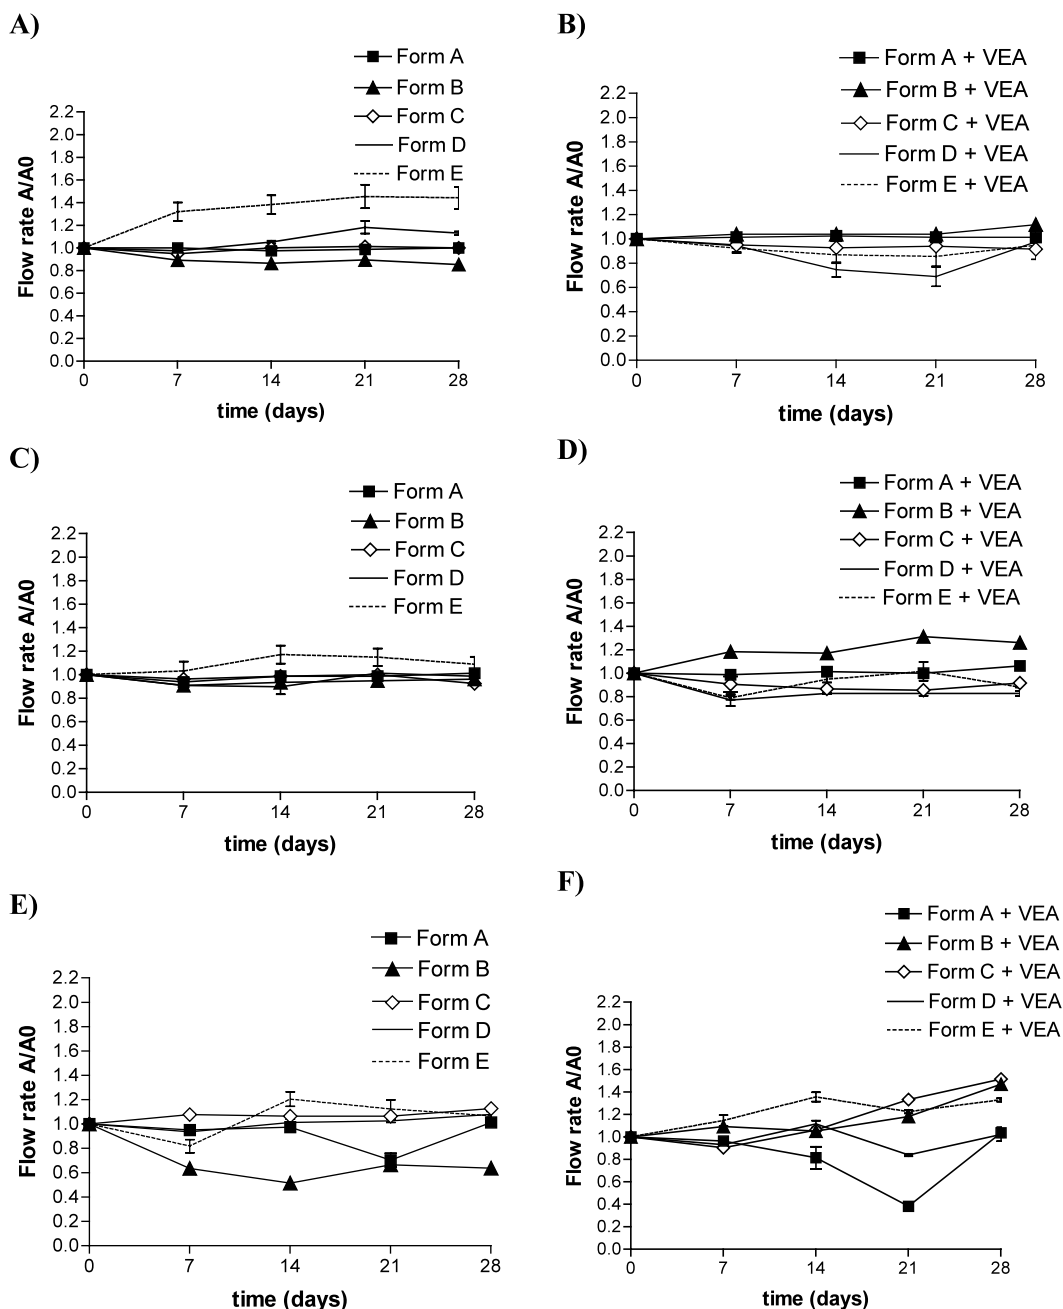 A)
Form A
Form B
Form C
Form D
Form E
2.2
2.0
1.8
1.6
1.4
1.2
1.0
0.8
0.6
0.4
0.2
0.0
Flow rate A/A0
0 7 14 21 28
time (days)
B)
Form A + VEA
Form B + VEA
Form C + VEA
Form D + VEA
Form E + VEA
2.2
2.0
1.8
1.6
1.4
1.2
1.0
0.8
0.6
0.4
0.2
0.0
Flow rate A/A0
0 7 14 21 28
time (days)
C)
Form A
Form B
Form C
Form D
Form E
2.2
2.0
1.8
1.6
1.4
1.2
1.0
0.8
0.6
0.4
0.2
0.0
Flow rate A/A0
0 7 14 21 28
time (days)
D)
Form A + VEA
Form B + VEA
Form C + VEA
Form D + VEA
Form E + VEA
2.2
2.0
1.8
1.6
1.4
1.2
1.0
0.8
0.6
0.4
0.2
0.0
Flow rate A/A0
0 7 14 21 28
time (days)
E)
Form A
Form B
Form C
Form D
Form E
2.2
2.0
1.8
1.6
1.4
1.2
1.0
0.8
0.6
0.4
0.2
0.0
Flow rate A/A0
0 7 14 21 28
time (days)
F)
Form A + VEA
Form B + VEA
Form C + VEA
Form D + VEA
Form E + VEA
2.2
2.0
1.8
1.6
1.4
1.2
1.0
0.8
0.6
0.4
0.2
0.0
Flow rate A/A0
0 7 14 21 28
time (days)